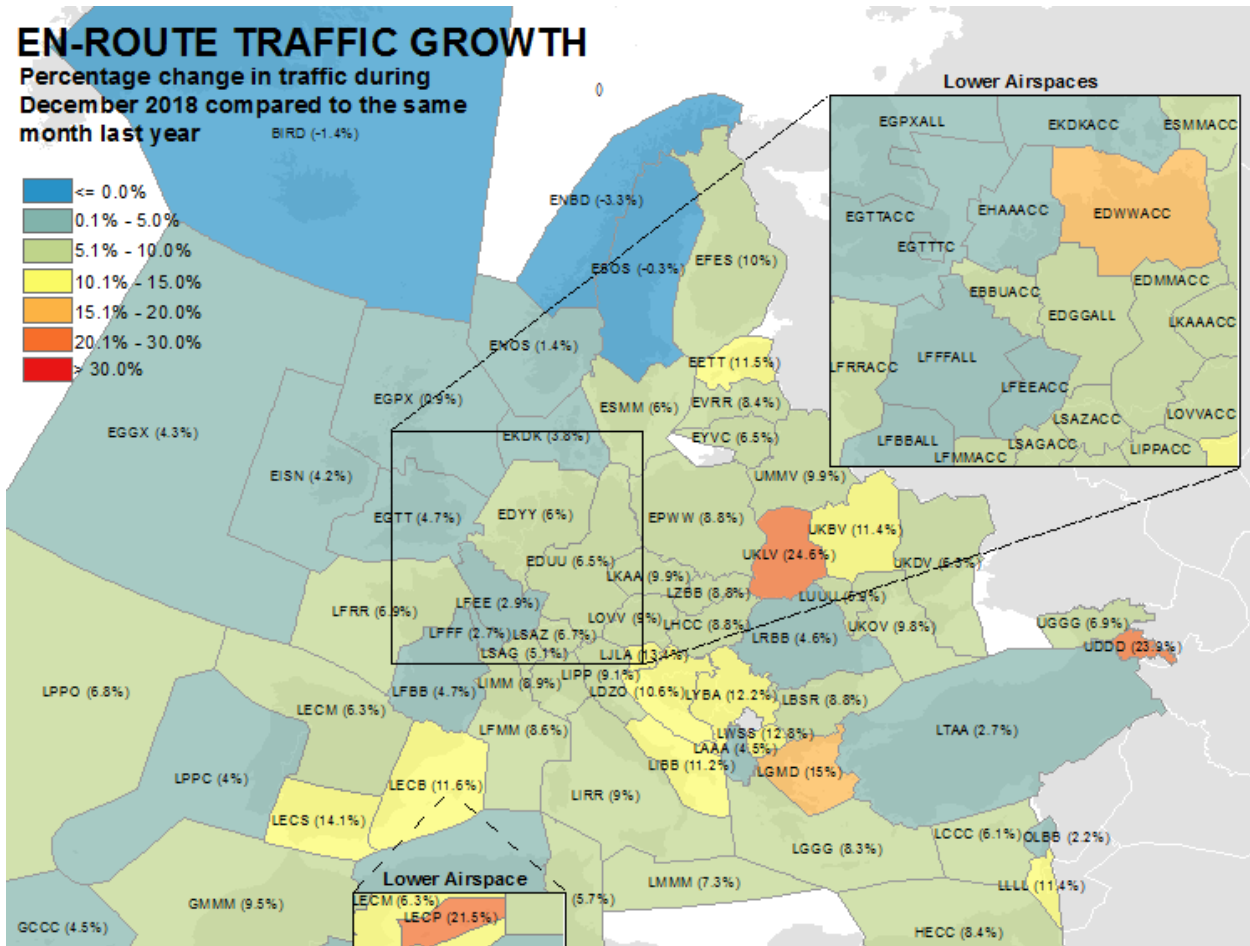 EN-ROUTE TRAFFIC GROWTH
Percentage change in traffic during
December 2018 compared to the same
month last year
BIRD (-1.4%)
<= 0.0%
0.1% - 5.0%
5.1% - 10.0%
10.1% - 15.0%
15.1% - 20.0%
20.1% - 30.0%
> 30.0%
0
Lower Airspaces
EGPXALL
EKDKACC
ESMMACC
EGTTACC
EHAAACC
EDWWACC
EGTTTC
EBBUACC
EDMMACC
EDGGALL
LKAAACC
LFRRACC
LFFFALL
LFEEACC
LSAZACC
LOVVACC
LFBBALL
LSAGACC
LIPPACC
LFMMACC
ENBD (-3.3%)
ESOS (-0.3%)
EFES (10%)
ENOS (1.4%)
EETT (11.5%)
EGPX (0.9%)
ESMM (6%)
EVRR (8.4%)
EGGX (4.3%)
EKDK (3.8%)
EYVC (6.5%)
EISN (4.2%)
UMMV (9.9%)
EGTT (4.7%)
EDYY (6%)
EPWW (8.8%)
UKBV (11.4%)
UKLV (24.6%)
EDUU (6.5%)
LKAA (9.9%)
LZBB (8.8%)
LFRR (6.9%)
LFEE (2.9%)
LOVV (9%)
LHCC (8.8%)
UKOV (9.8%)
UGGG (6.9%)
LFFF (2.7%)
LSAZ (6.7%)
LRBB (4.6%)
UDDD (23.9%)
LSAG (5.1%)
LJLA (13.4%)
LPPO (6.8%)
LFBB (4.7%)
LIMM (8.9%)
LIPP (9.1%)
LDZO (10.6%)
LYBA (12.2%)
LBSR (8.8%)
LECM (6.3%)
LFMM (8.6%)
LWSS (12.8%)
LTAA (2.7%)
LAAA (4.5%)
LIBB (11.2%)
LGMD (15%)
LPPC (4%)
LECB (11.6%)
LIRR (9%)
LECS (14.1%)
LCCC (6.1%)
OLBB (2.2%)
LGGG (8.3%)
Lower Airspace
LMMM (7.3%)
LLLL (11.4%)
GMMM (9.5%)
LECM (6.3%)
(5.7%)
LECP (21.5%)
GCCC (4.5%)
HECC (8.4%)